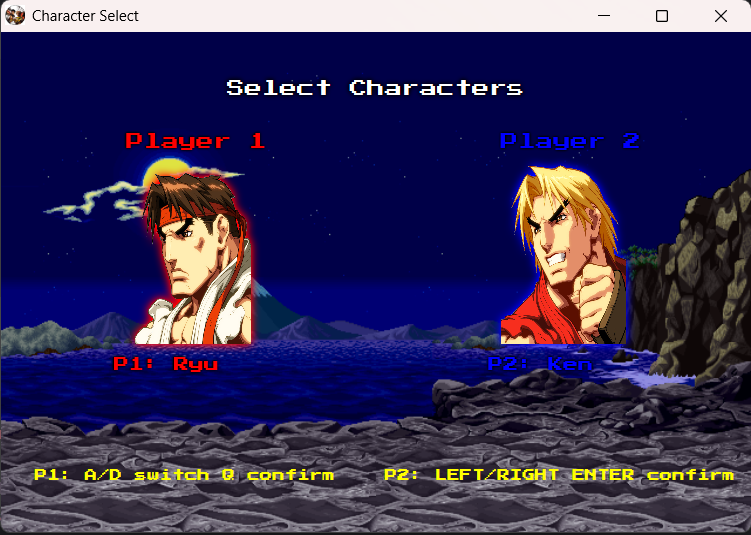 Character Select
Select Characters
Player 1
Player 2
P1: Ryu
P2: Ken
P1: A/D switch Q confirm
P2: LEFT/RIGHT ENTER confirm